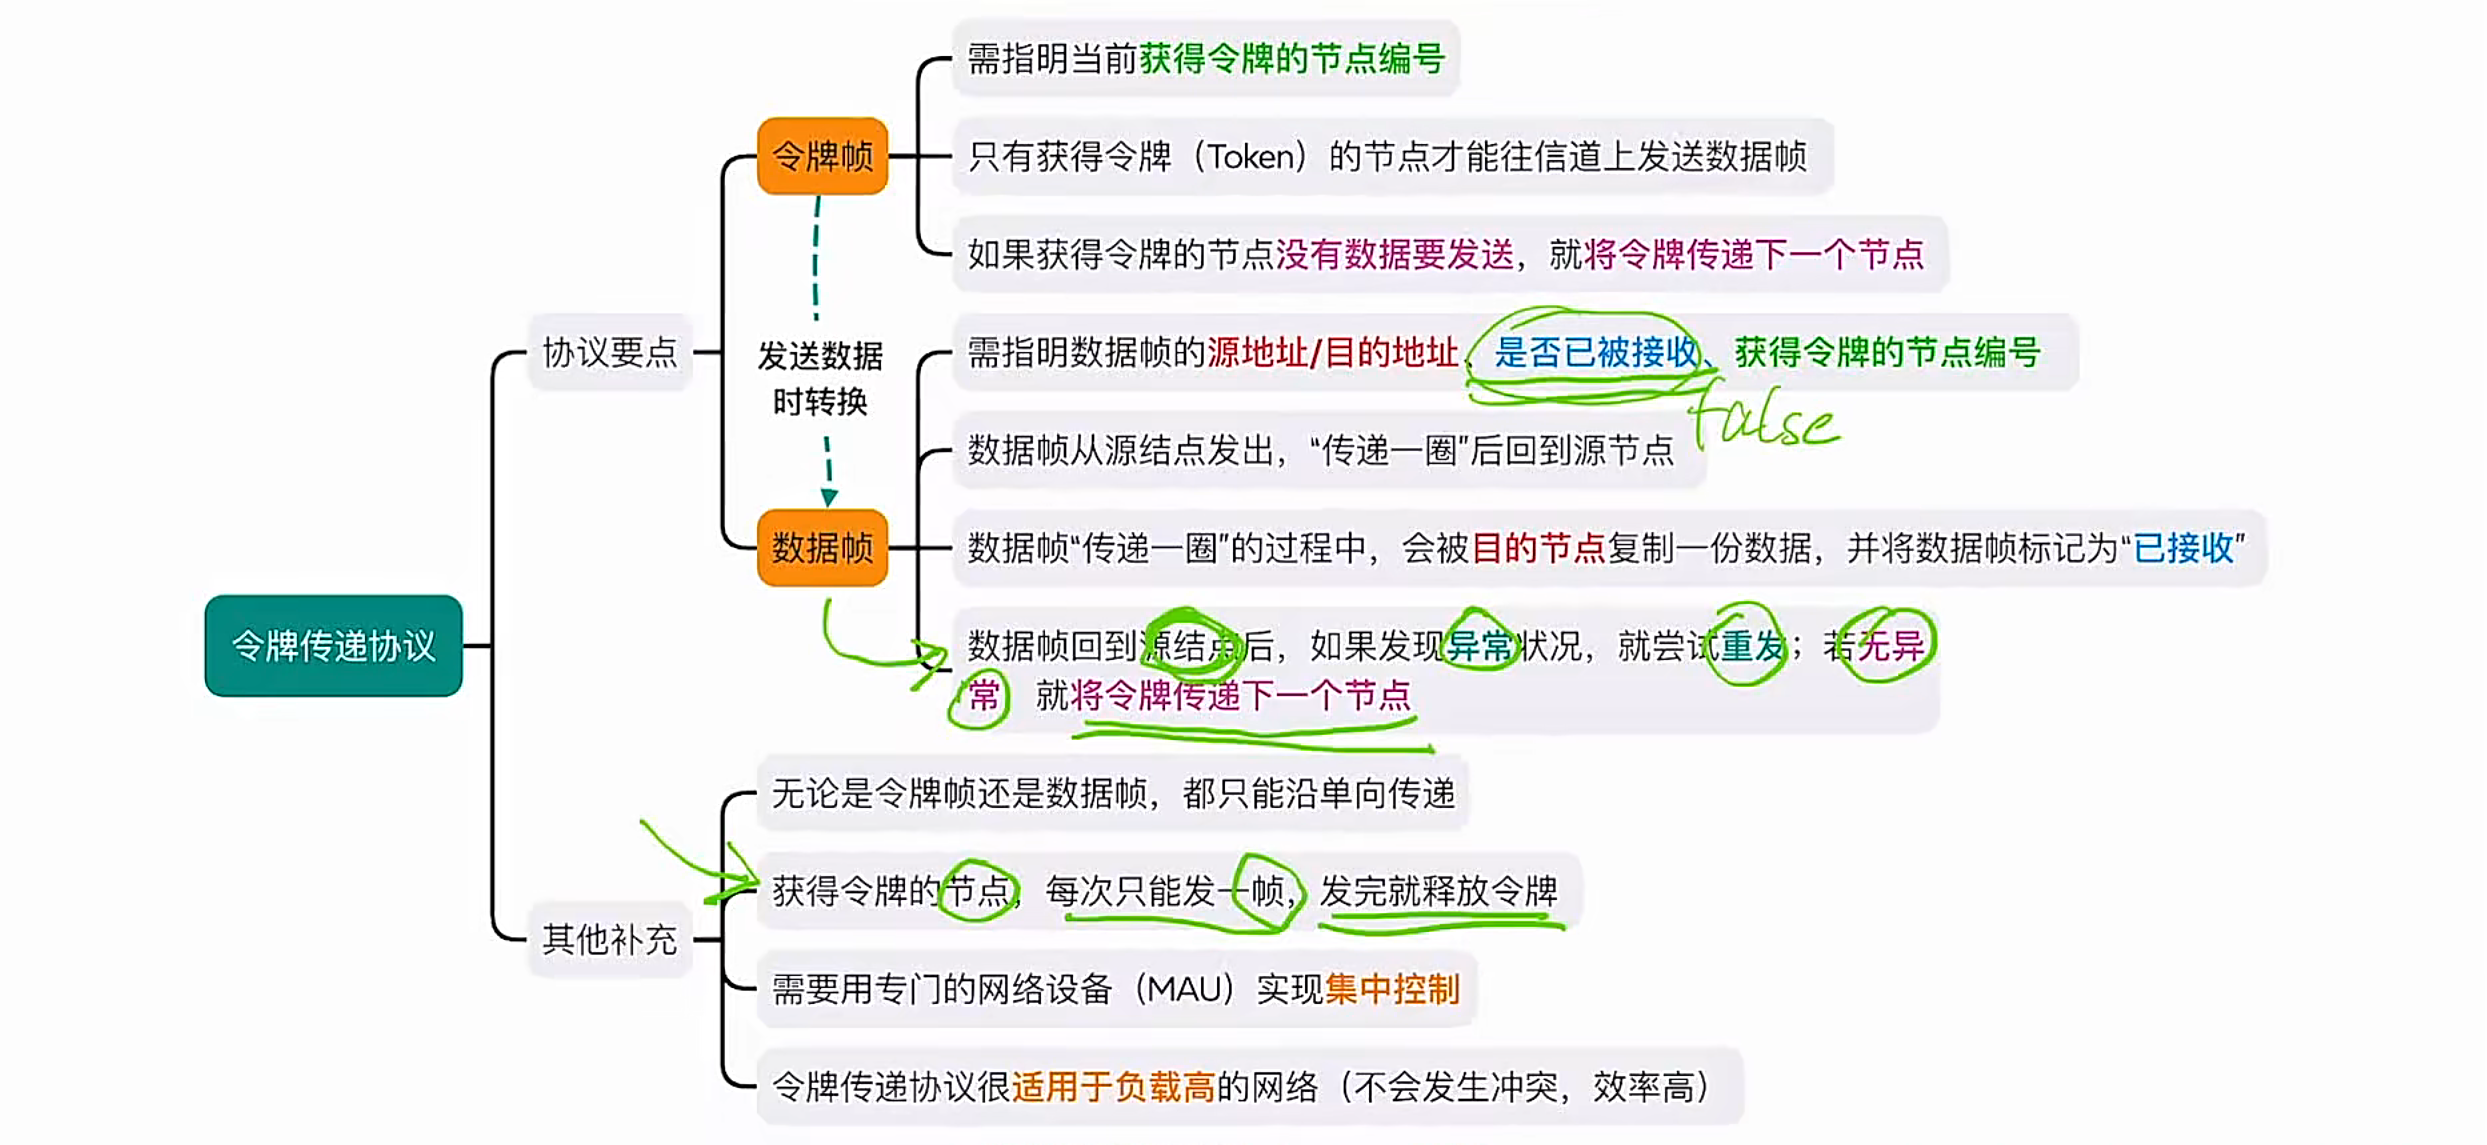 需指明当前获得令牌的节点编号
令牌帧
只有获得令牌（Token）的节点才能往信道上发送数据帧
如果获得令牌的节点没有数据要发送，就将令牌传递下一个节点
协议要点
发送数据
时转换
需指明数据帧的源地址/目的地址、是否已被接收、获得令牌的节点编号
false
数据帧从源结点发出，“传递一圈”后回到源节点
数据帧
数据帧“传递一圈”的过程中，会被目的节点复制一份数据，并将数据帧标记为“已接收”
令牌传递协议
数据帧回到源结点后，如果发现异常状况，就尝试重发；若无异
常 就将令牌传递下一个节点
无论是令牌帧还是数据帧，都只能沿单向传递
获得令牌的节点，每次只能发一帧，发完就释放令牌
其他补充
需要用专门的网络设备（MAU）实现集中控制
令牌传递协议很适用于负载高的网络（不会发生冲突，效率高）